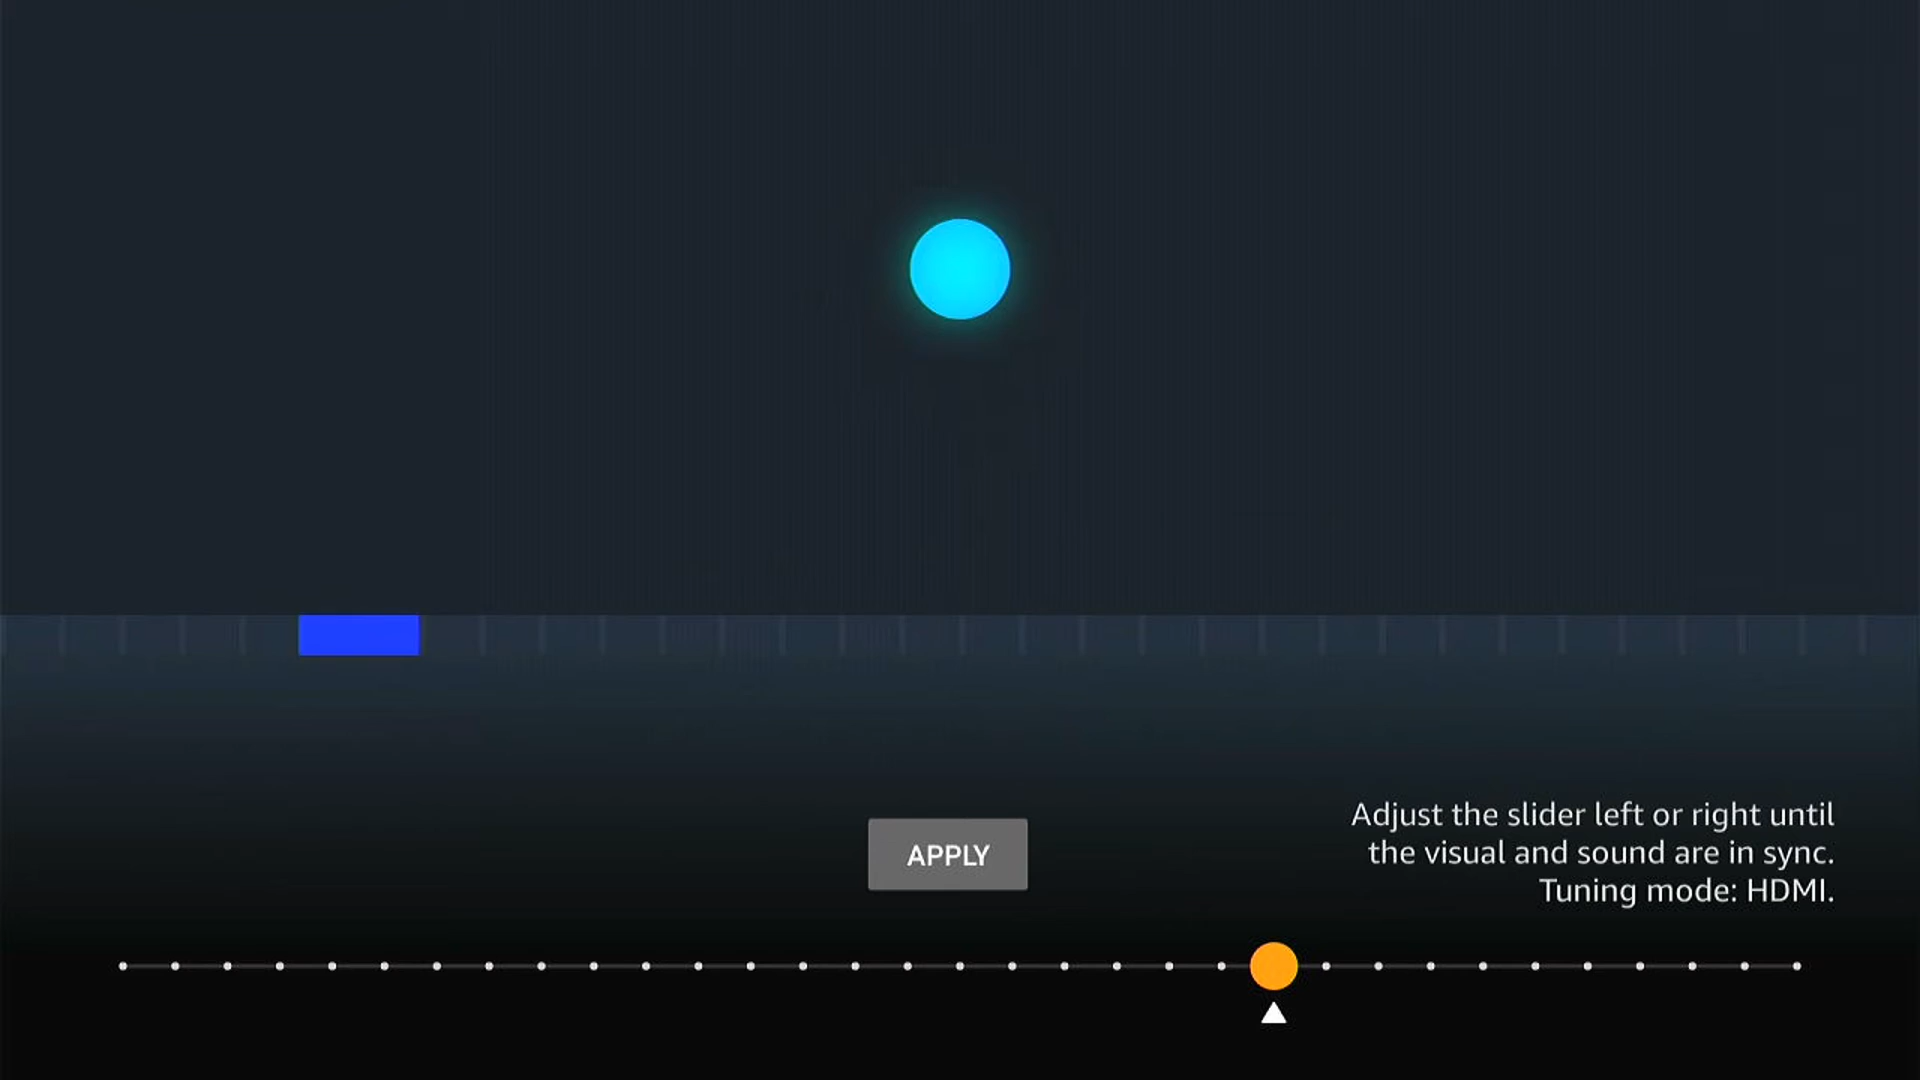 APPLY
Adjust the slider left or right until
the visual and sound are in sync.
Tuning mode: HDMI.